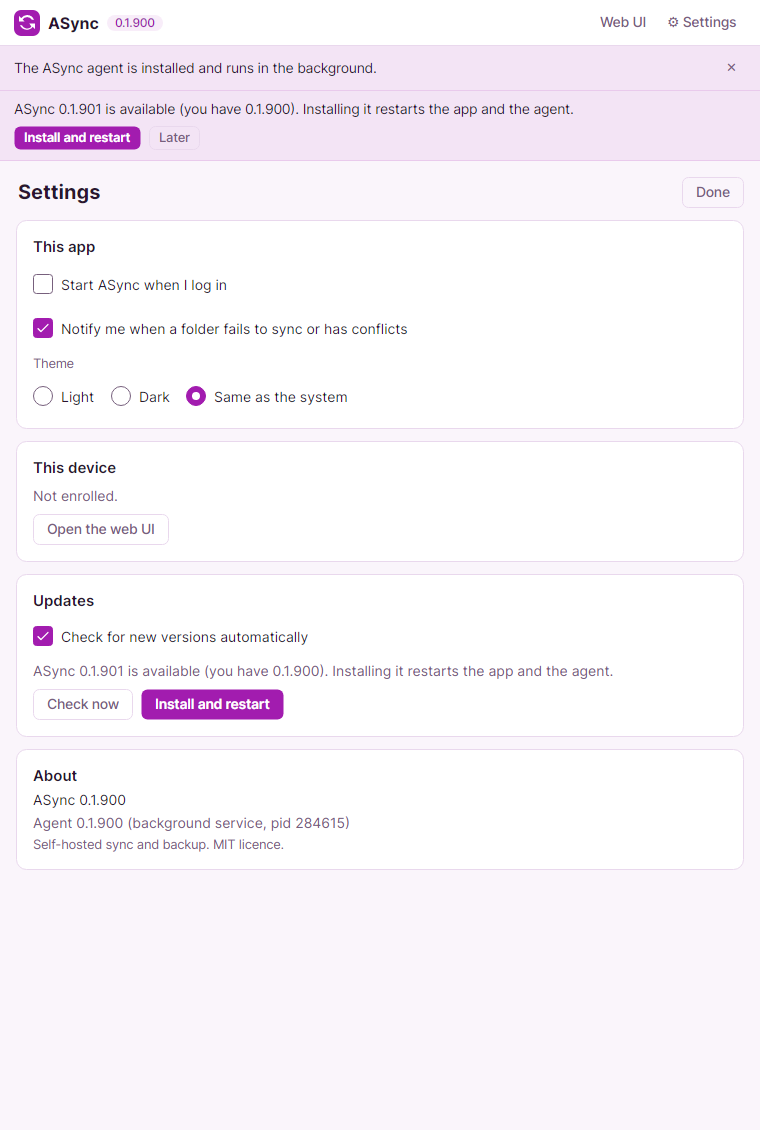 ASync 0.1.900 Web UI ⚙ Settings
The ASync agent is installed and runs in the background. ×
ASync 0.1.901 is available (you have 0.1.900). Installing it restarts the app and the agent.
Install and restart Later
Settings Done
This app
Start ASync when I log in
Notify me when a folder fails to sync or has conflicts
Theme
Light Dark Same as the system
This device
Not enrolled.
Open the web UI
Updates
Check for new versions automatically
ASync 0.1.901 is available (you have 0.1.900). Installing it restarts the app and the agent.
Check now Install and restart
About
ASync 0.1.900
Agent 0.1.900 (background service, pid 284615)
Self-hosted sync and backup. MIT licence.